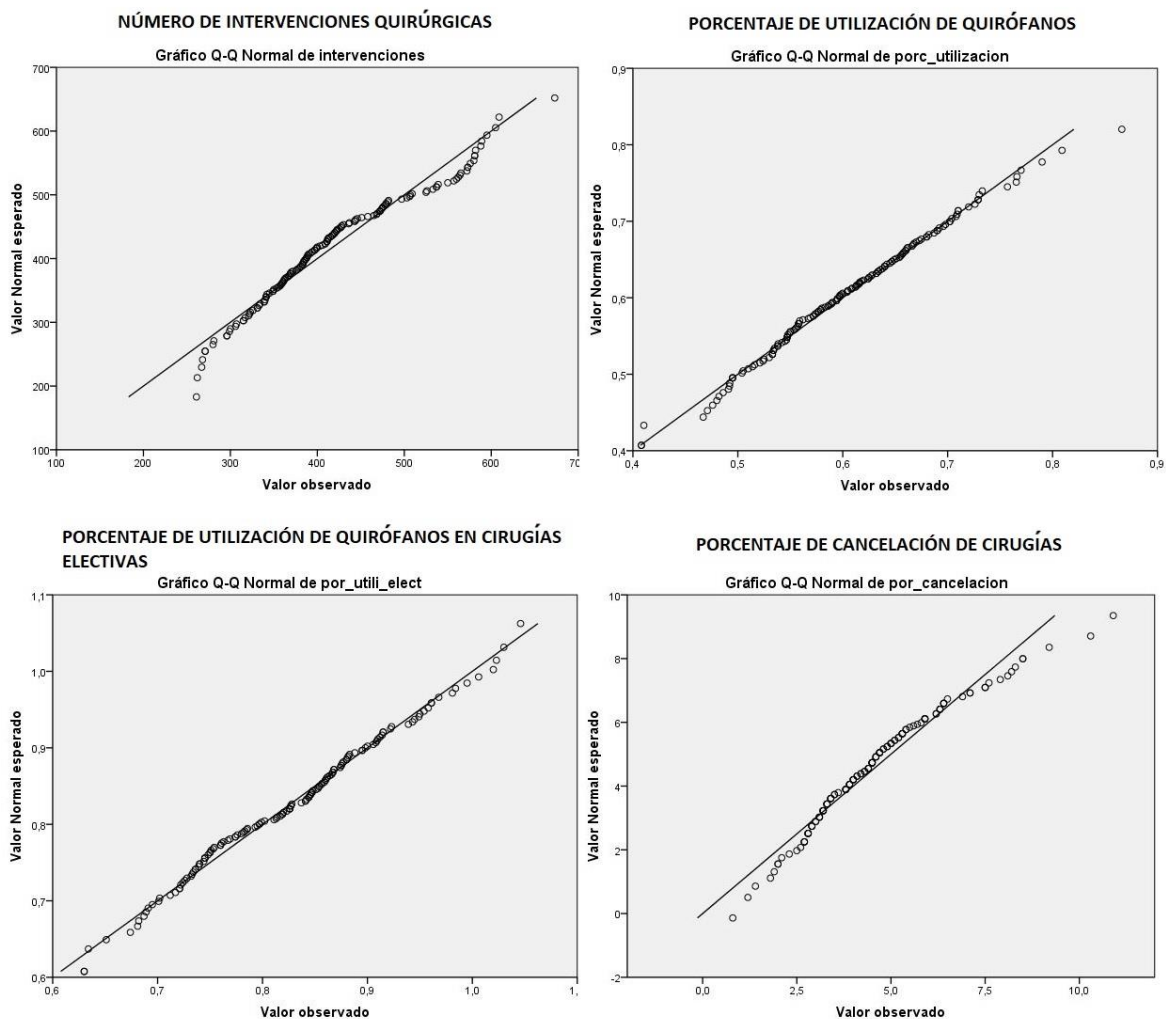 NÚMERO DE INTERVENCIONES QUIRÚRGICAS
Gráfico Q-Q Normal de intervenciones
700
600
500
400
300
200
100
Valor Normal esperado
100
200
300
400
500
600
70
Valor observado
PORCENTAJE DE UTILIZACIÓN DE QUIRÓFANOS
Gráfico Q-Q Normal de porc_utilizacion
0,9
0,8
0,7
0,6
0,5
0,4
Valor Normal esperado
0,4
0,5
0,6
0,7
0,8
0,9
Valor observado
PORCENTAJE DE UTILIZACIÓN DE QUIRÓFANOS EN CIRUGÍAS
ELECTIVAS
Gráfico Q-Q Normal de por_utili_elect
1,1
1,0
0,9
0,8
0,7
0,6
Valor Normal esperado
0,6
0,7
0,8
0,9
1,0
1,
Valor observado
PORCENTAJE DE CANCELACIÓN DE CIRUGÍAS
Gráfico Q-Q Normal de por_cancelacion
10
8
6
4
2
0
-2
Valor Normal esperado
0,0
2,5
5,0
7,5
10,0
Valor observado